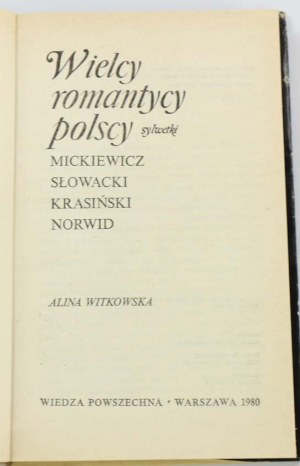 Wielcy
romantycy
polscy sylwetki
MICKIEWICZ
SŁOWACKI
KRASIŃSKI
NORWID
ALINA WITKOWSKA
WIEDZA POWSZECHNA • WARSZAWA 1980